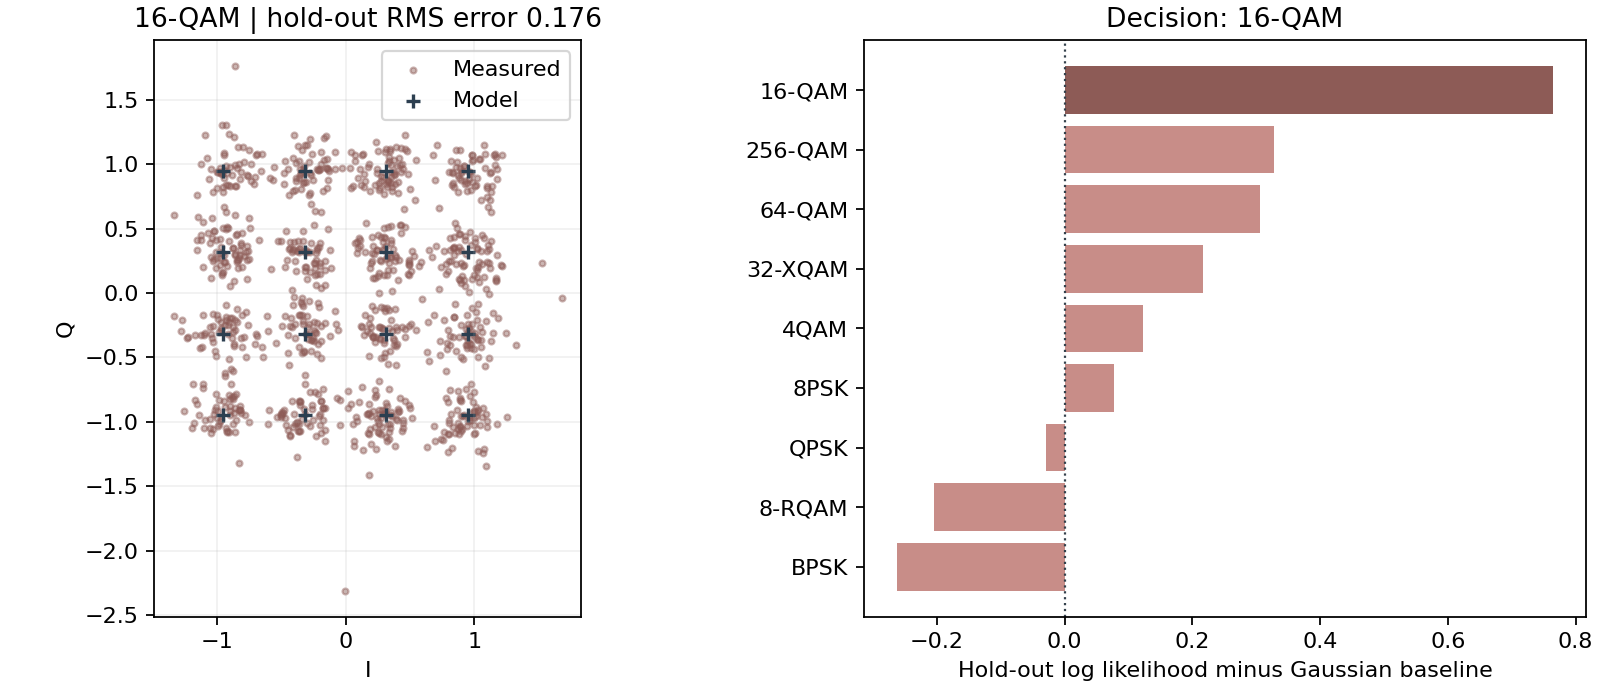 16-QAM | hold-out RMS error 0.176
Measured
Model
1.5
1.0
0.5
0.0
−0.5
−1.0
−1.5
−2.0
−2.5
Q
−1
0
1
I
Decision: 16-QAM
16-QAM
256-QAM
64-QAM
32-XQAM
4QAM
8PSK
QPSK
8-RQAM
BPSK
−0.2
0.0
0.2
0.4
0.6
0.8
Hold-out log likelihood minus Gaussian baseline